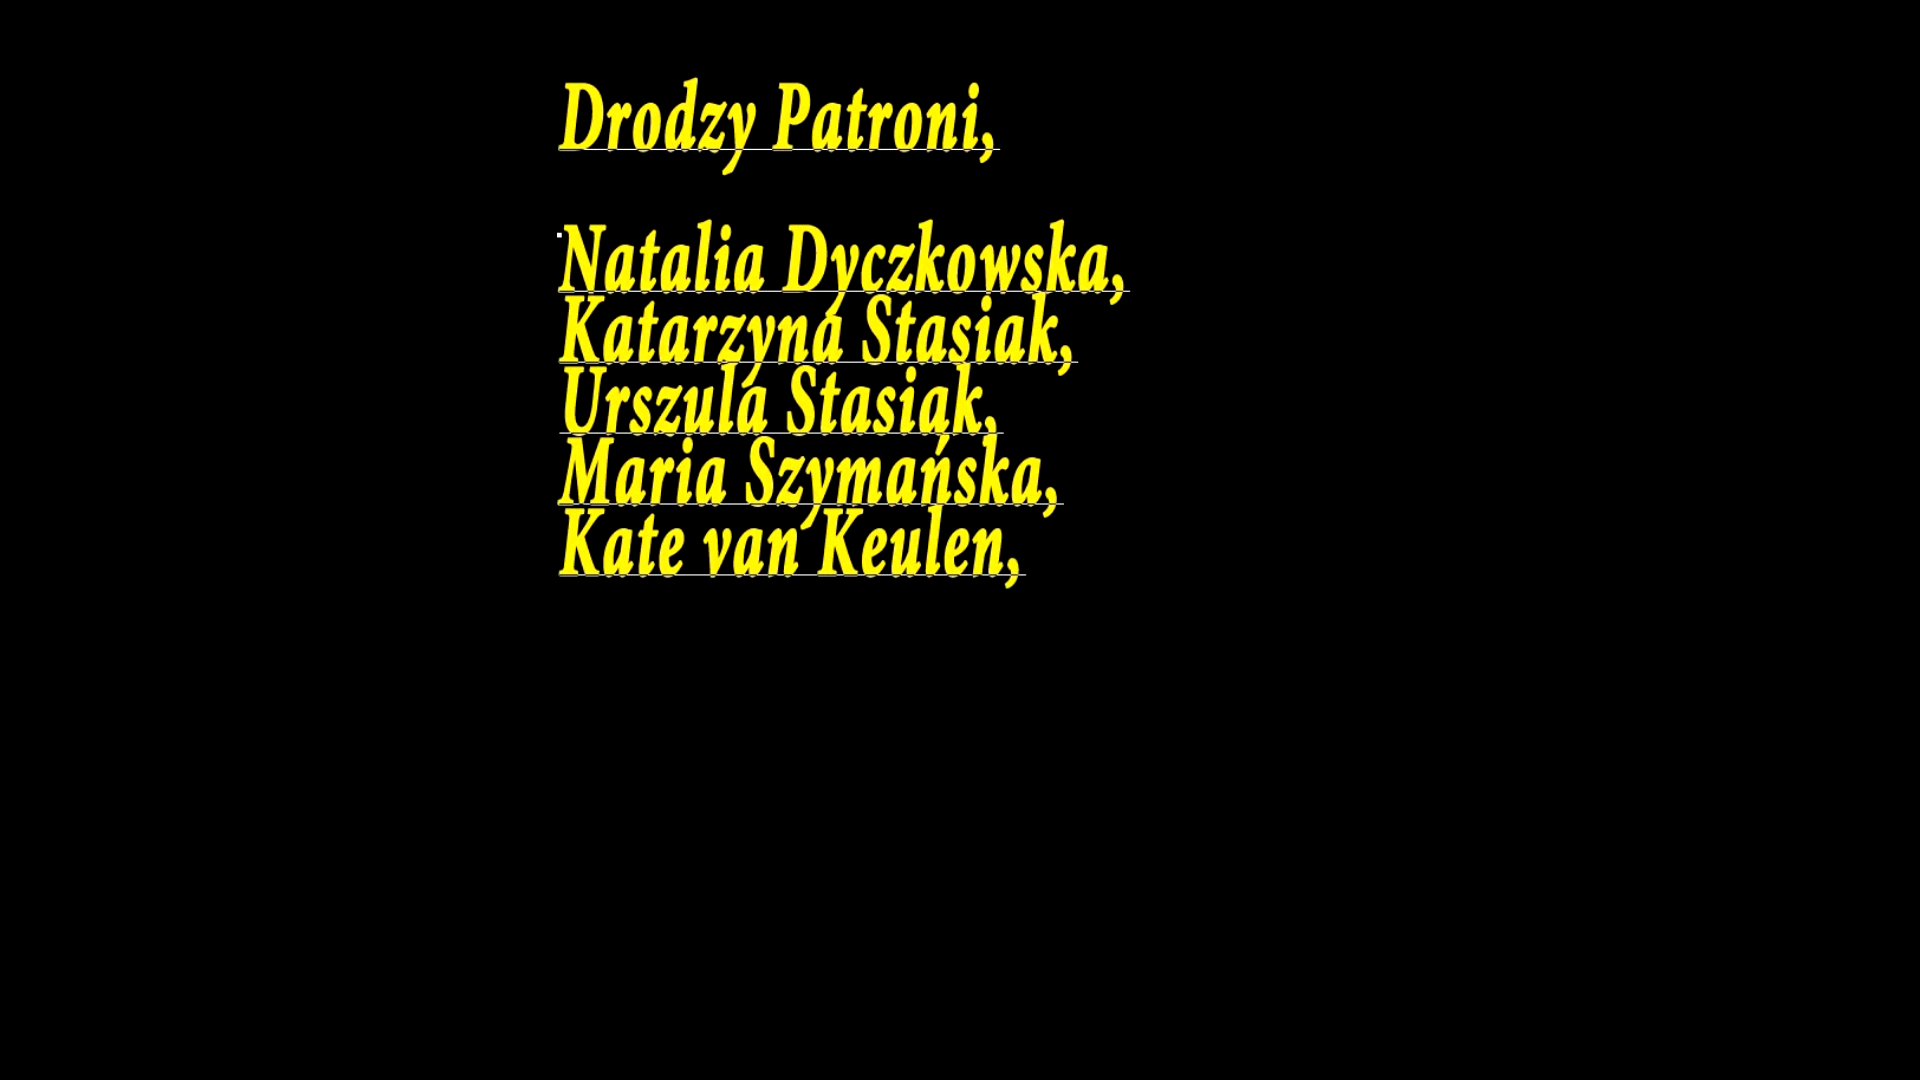 Drodzy Patroni,
Natalia Dyczkowska,
Katarzyna Stasiak,
Urszula Stasiak,
Maria Szymańska,
Kate van Keulen,